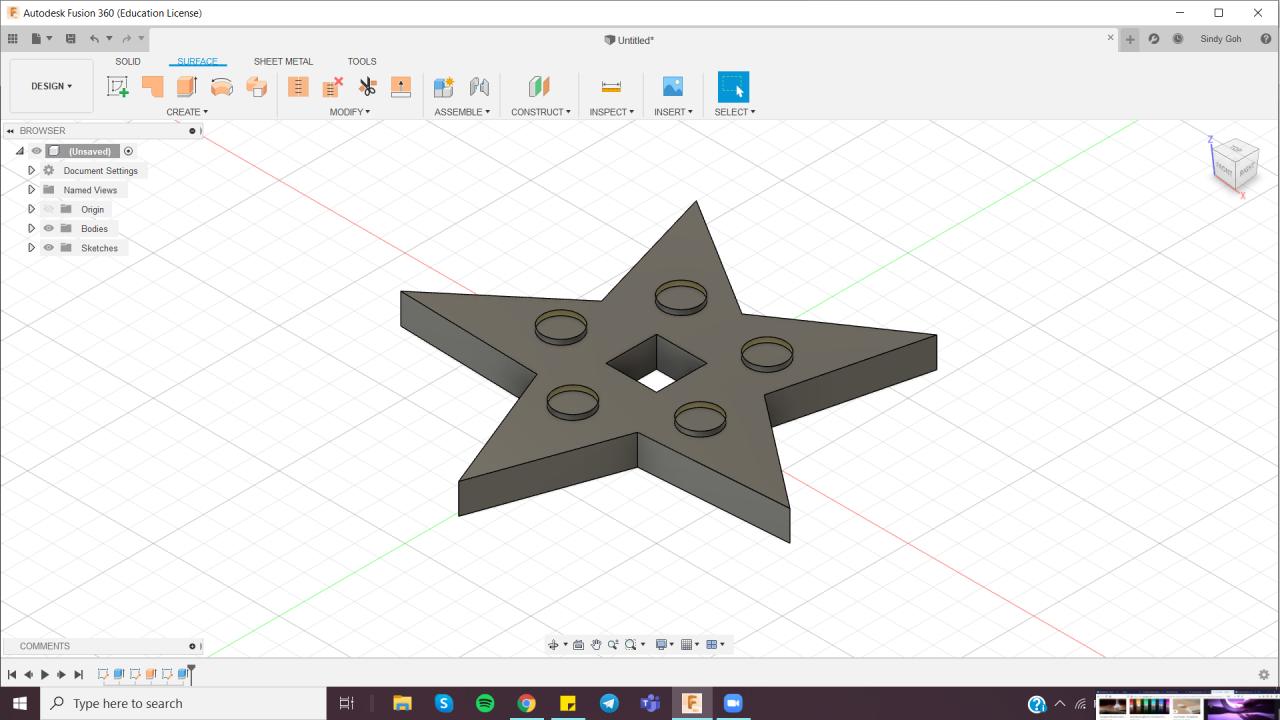 Autodesk Fusion 360 (Education License)
Untitled*
Sindy Goh
DESIGN
SOLID
SURFACE
SHEET METAL
TOOLS
CREATE
MODIFY
ASSEMBLE
CONSTRUCT
INSPECT
INSERT
SELECT
BROWSER
(Unsaved)
Document Settings
Named Views
Origin
Bodies
Sketches
Z
TOP
FRONT
RIGHT
X
COMMENTS
Type here to search